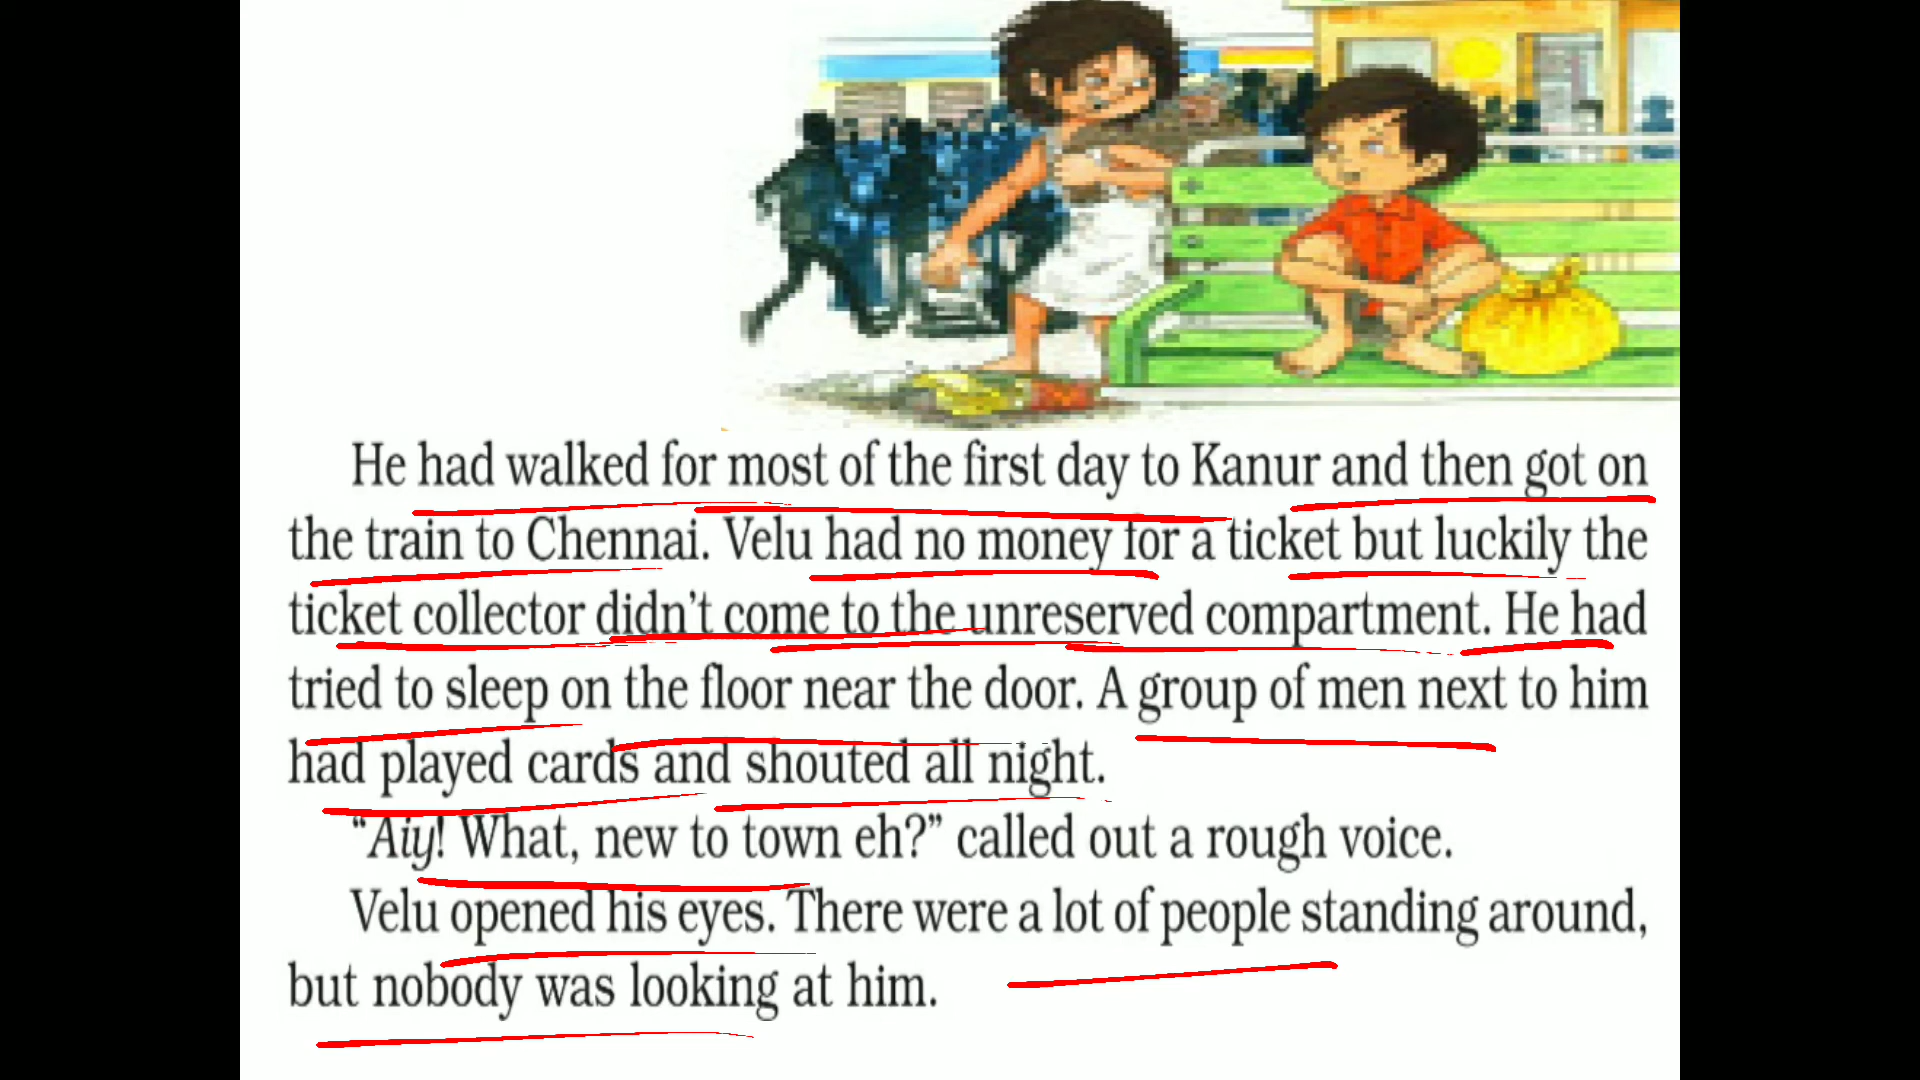 He had walked for most of the first day to Kanur and then got on
the train to Chennai. Velu had no money for a ticket but luckily the
ticket collector didn't come to the unreserved compartment. He had
tried to sleep on the floor near the door. A group of men next to him
had played cards and shouted all night.
“Aiy! What, new to town eh?” called out a rough voice.
Velu opened his eyes. There were a lot of people standing around,
but nobody was looking at him.